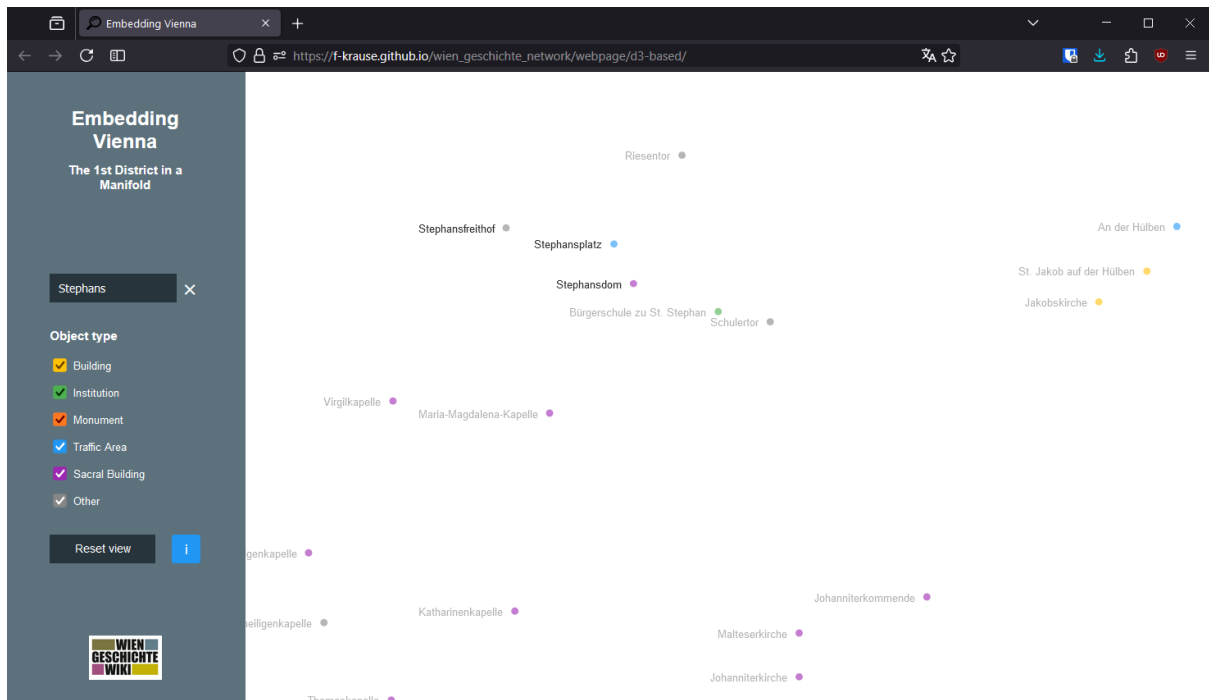 Embedding Vienna
https://f-krause.github.io/wien_geschichte_network/webpage/d3-based/
Embedding
Vienna
The 1st District in a
Manifold
Stephans
Object type
Building
Institution
Monument
Traffic Area
Sacral Building
Other
Reset view
i
WIEN
GESCHICHTE
WIKI
Riesentor
Stephansfreithof
An der Hülben
Stephansplatz
St. Jakob auf der Hülben
Stephansdom
Jakobskirche
Bürgerschule zu St. Stephan
Schulertor
Virgilkapelle
Maria-Magdalena-Kapelle
genkapelle
Johanniterkommende
Katharinenkapelle
eiligenkapelle
Malteserkirche
Johanniterkirche
Thomaskapelle